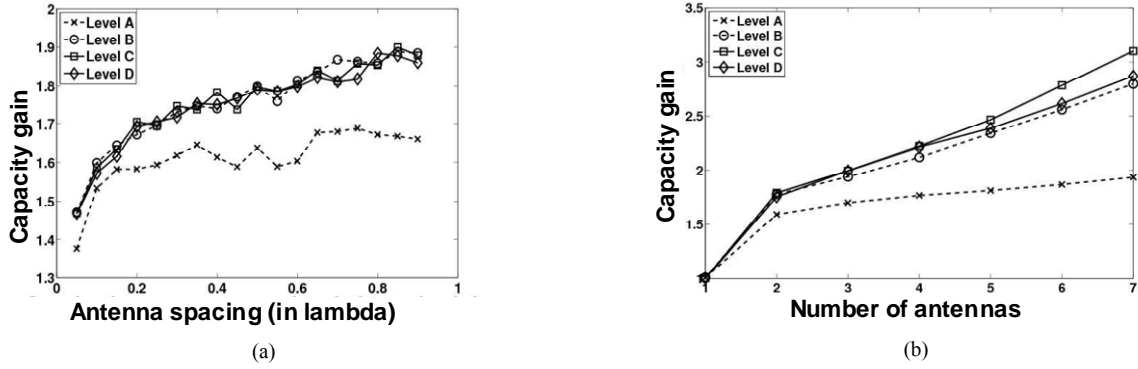 Level A
Level B
Level C
Level D
Capacity gain
2
1.9
1.8
1.7
1.6
1.5
1.4
1.3
0
0.2
0.4
0.6
0.8
1
Antenna spacing (in lambda)
(a)
Level A
Level B
Level C
Level D
Capacity gain
3.5
3
2.5
2
1.5
1
2
3
4
5
6
7
Number of antennas
(b)